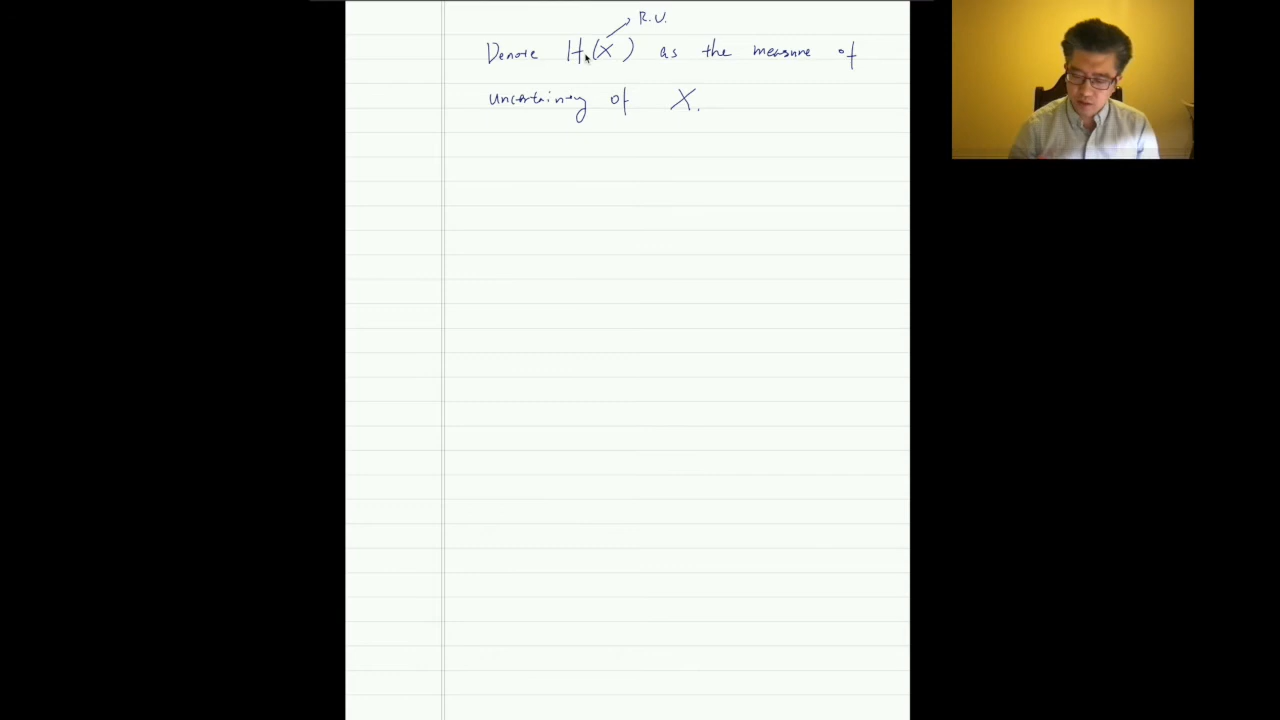 R.V.
Denote H(X) as the measure of
uncertainty of X.